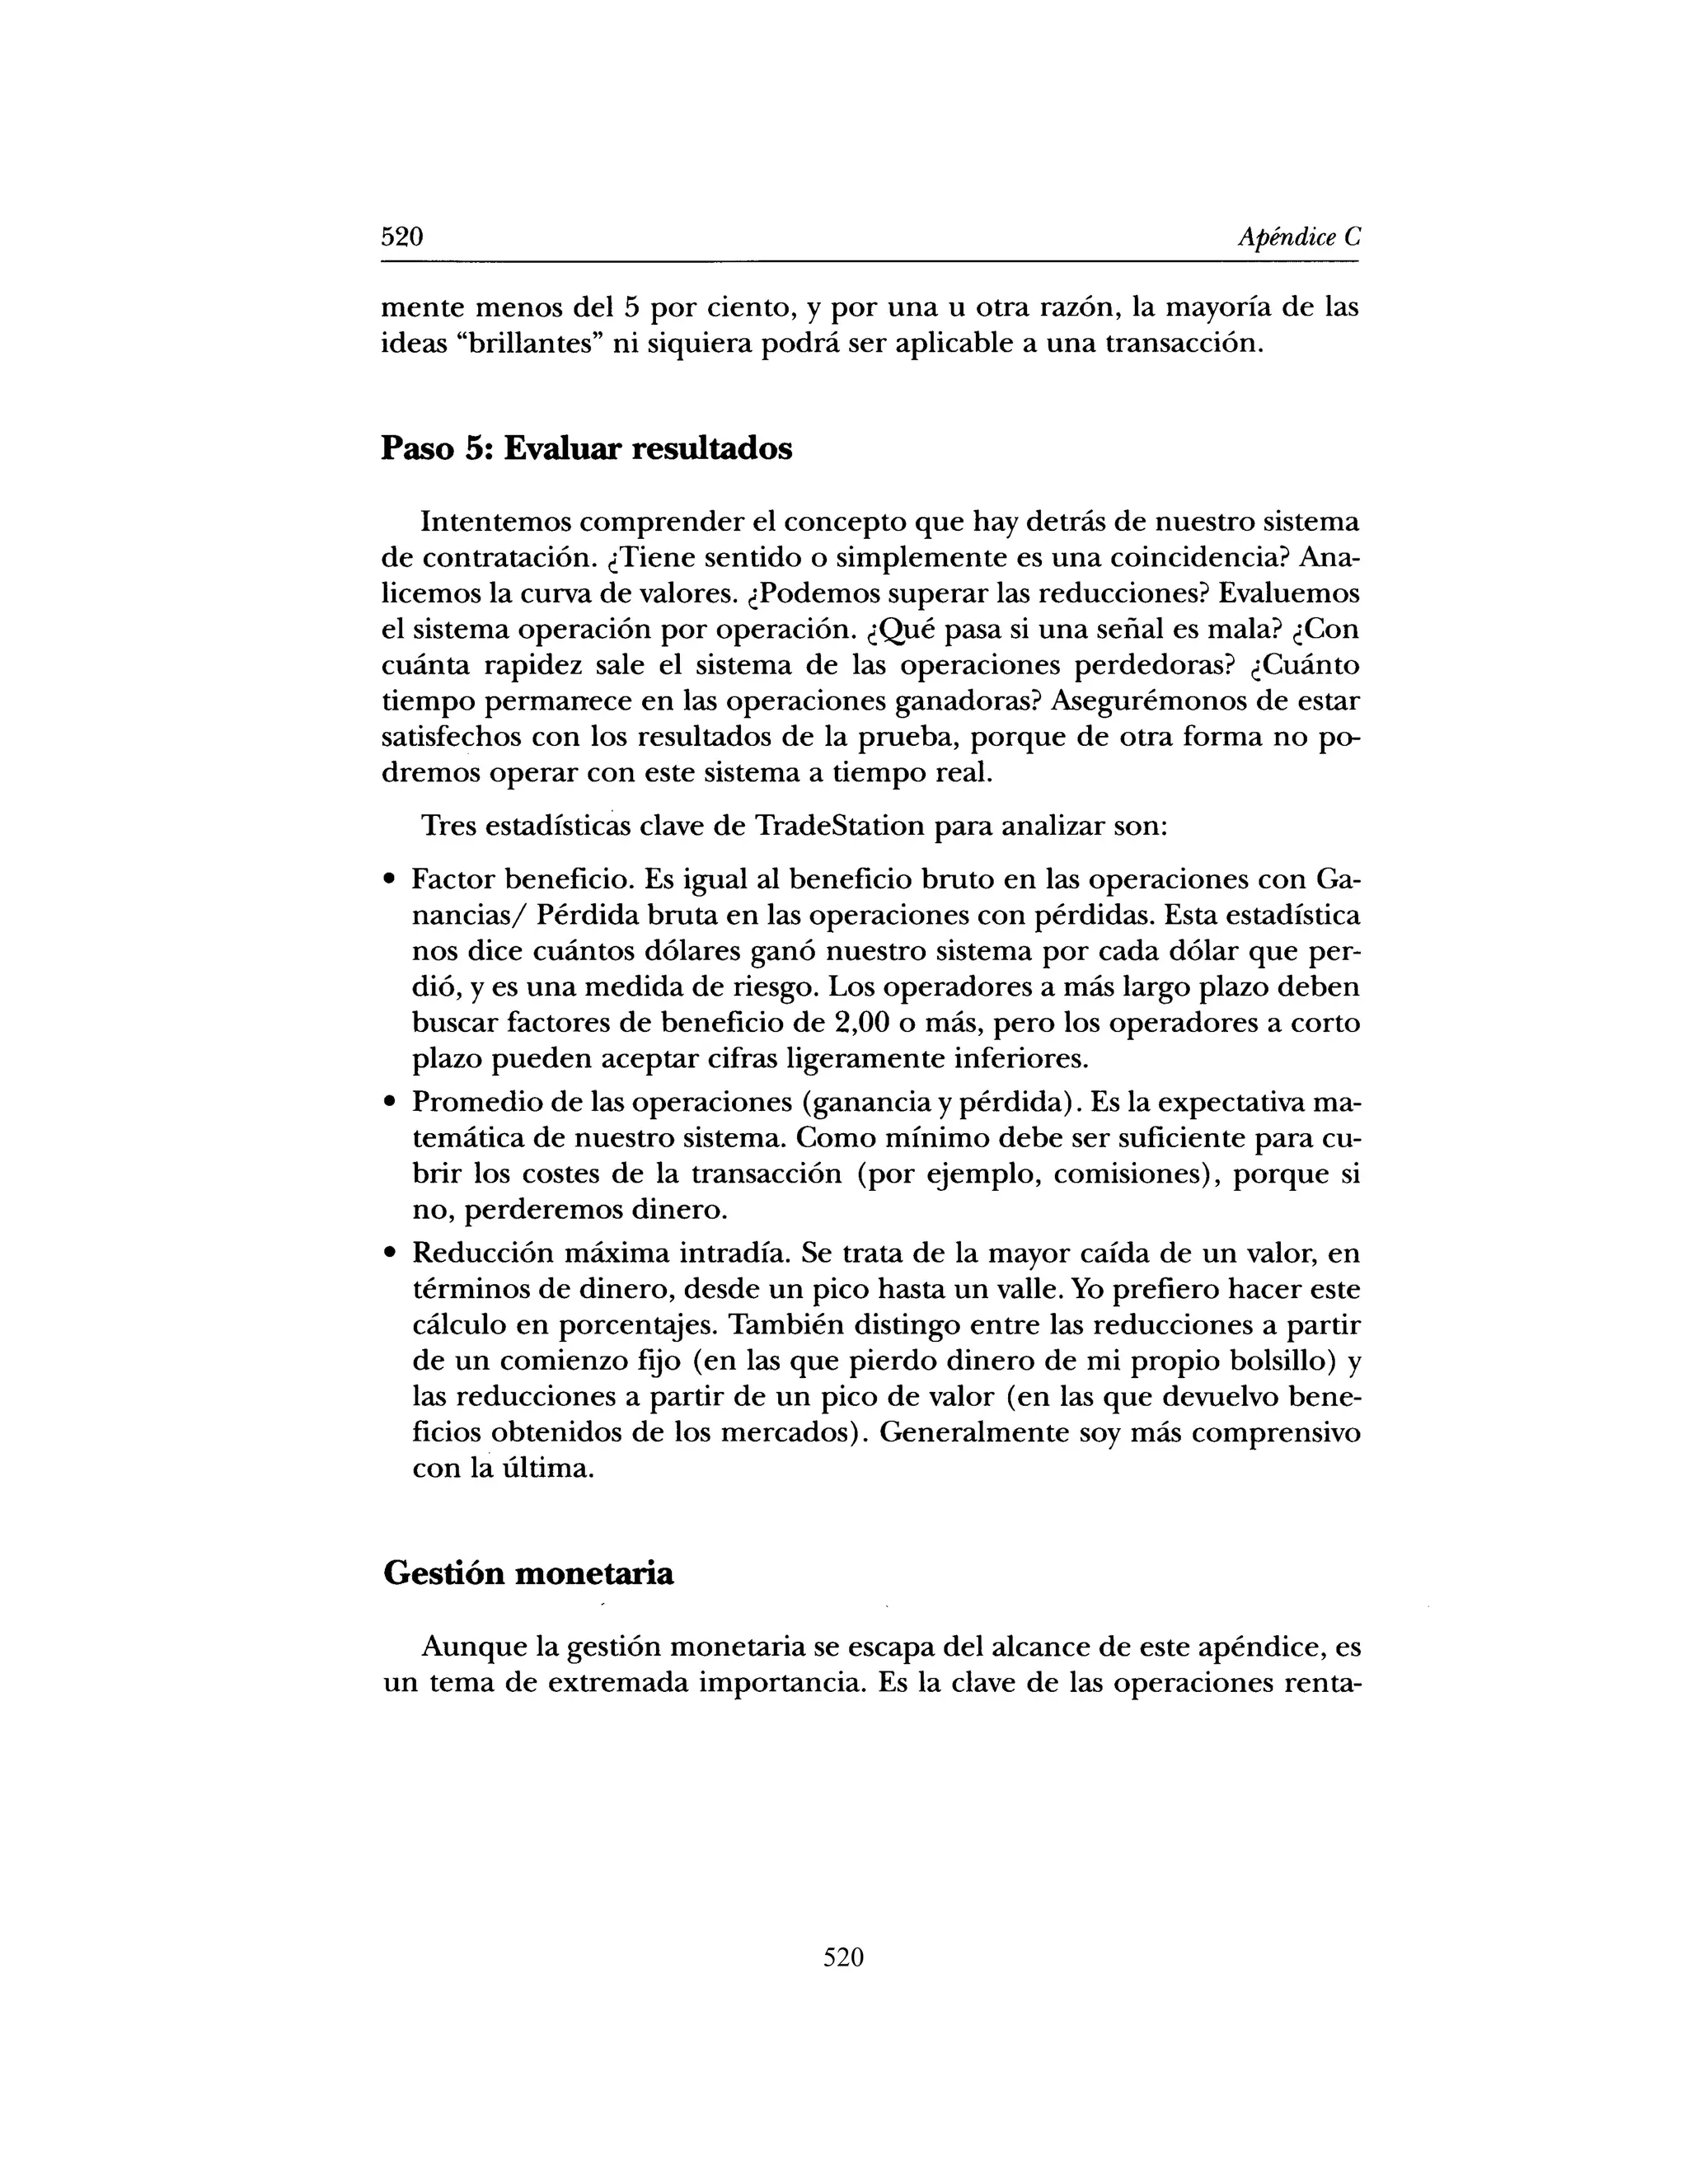 520 Apéndice C
mente menos del 5 por ciento, y por una u otra razón, la mayoría de las
ideas “brillantes” ni siquiera podrá ser aplicable a una transacción.
Paso 5: Evaluar resultados
Intentemos comprender el concepto que hay detrás de nuestro sistema
de contratación. ¿Tiene sentido o simplemente es una coincidencia? Ana-
licemos la curva de valores. ¿Podemos superar las reducciones? Evaluemos
el sistema operación por operación. ¿Qué pasa si una señal es mala? ¿Con
cuánta rapidez sale el sistema de las operaciones perdedoras? ¿Cuánto
tiempo permanece en las operaciones ganadoras? Asegurémonos de estar
satisfechos con los resultados de la prueba, porque de otra forma no po-
dremos operar con este sistema a tiempo real.
Tres estadísticas clave de TradeStation para analizar son:
• Factor beneficio. Es igual al beneficio bruto en las operaciones con Ga-
nancias/ Pérdida bruta en las operaciones con pérdidas. Esta estadística
nos dice cuántos dólares ganó nuestro sistema por cada dólar que per-
dió, y es una medida de riesgo. Los operadores a más largo plazo deben
buscar factores de beneficio de 2,00 o más, pero los operadores a corto
plazo pueden aceptar cifras ligeramente inferiores.
• Promedio de las operaciones (ganancia y pérdida). Es la expectativa ma-
temática de nuestro sistema. Como mínimo debe ser suficiente para cu-
brir los costes de la transacción (por ejemplo, comisiones), porque si
no, perderemos dinero.
• Reducción máxima intradía. Se trata de la mayor caída de un valor, en
términos de dinero, desde un pico hasta un valle. Yo prefiero hacer este
cálculo en porcentajes. También distingo entre las reducciones a partir
de un comienzo fijo (en las que pierdo dinero de mi propio bolsillo) y
las reducciones a partir de un pico de valor (en las que devuelvo bene-
ficios obtenidos de los mercados). Generalmente soy más comprensivo
con la última.
Gestión monetaria
Aunque la gestión monetaria se escapa del alcance de este apéndice, es
un tema de extremada importancia. Es la clave de las operaciones renta-
520